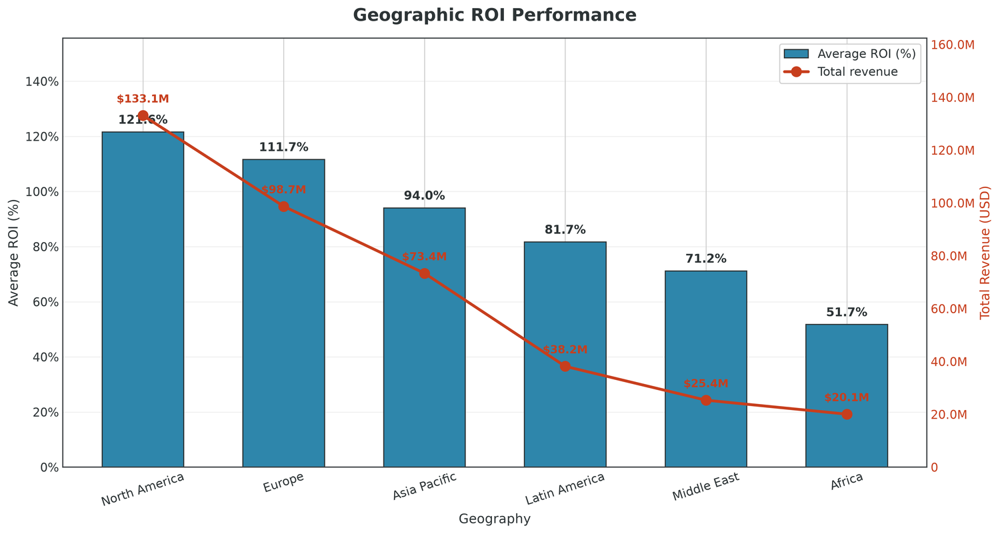 Geographic ROI Performance
Average ROI (%)
Total revenue
160.0M
140.0M
120.0M
100.0M
80.0M
60.0M
40.0M
20.0M
0
Total Revenue (USD)
140%
120%
100%
80%
60%
40%
20%
0%
Average ROI (%)
$133.1M
121.6%
111.7%
$98.7M
94.0%
$73.4M
81.7%
$38.2M
71.2%
$25.4M
51.7%
$20.1M
North America
Europe
Asia Pacific
Latin America
Middle East
Africa
Geography